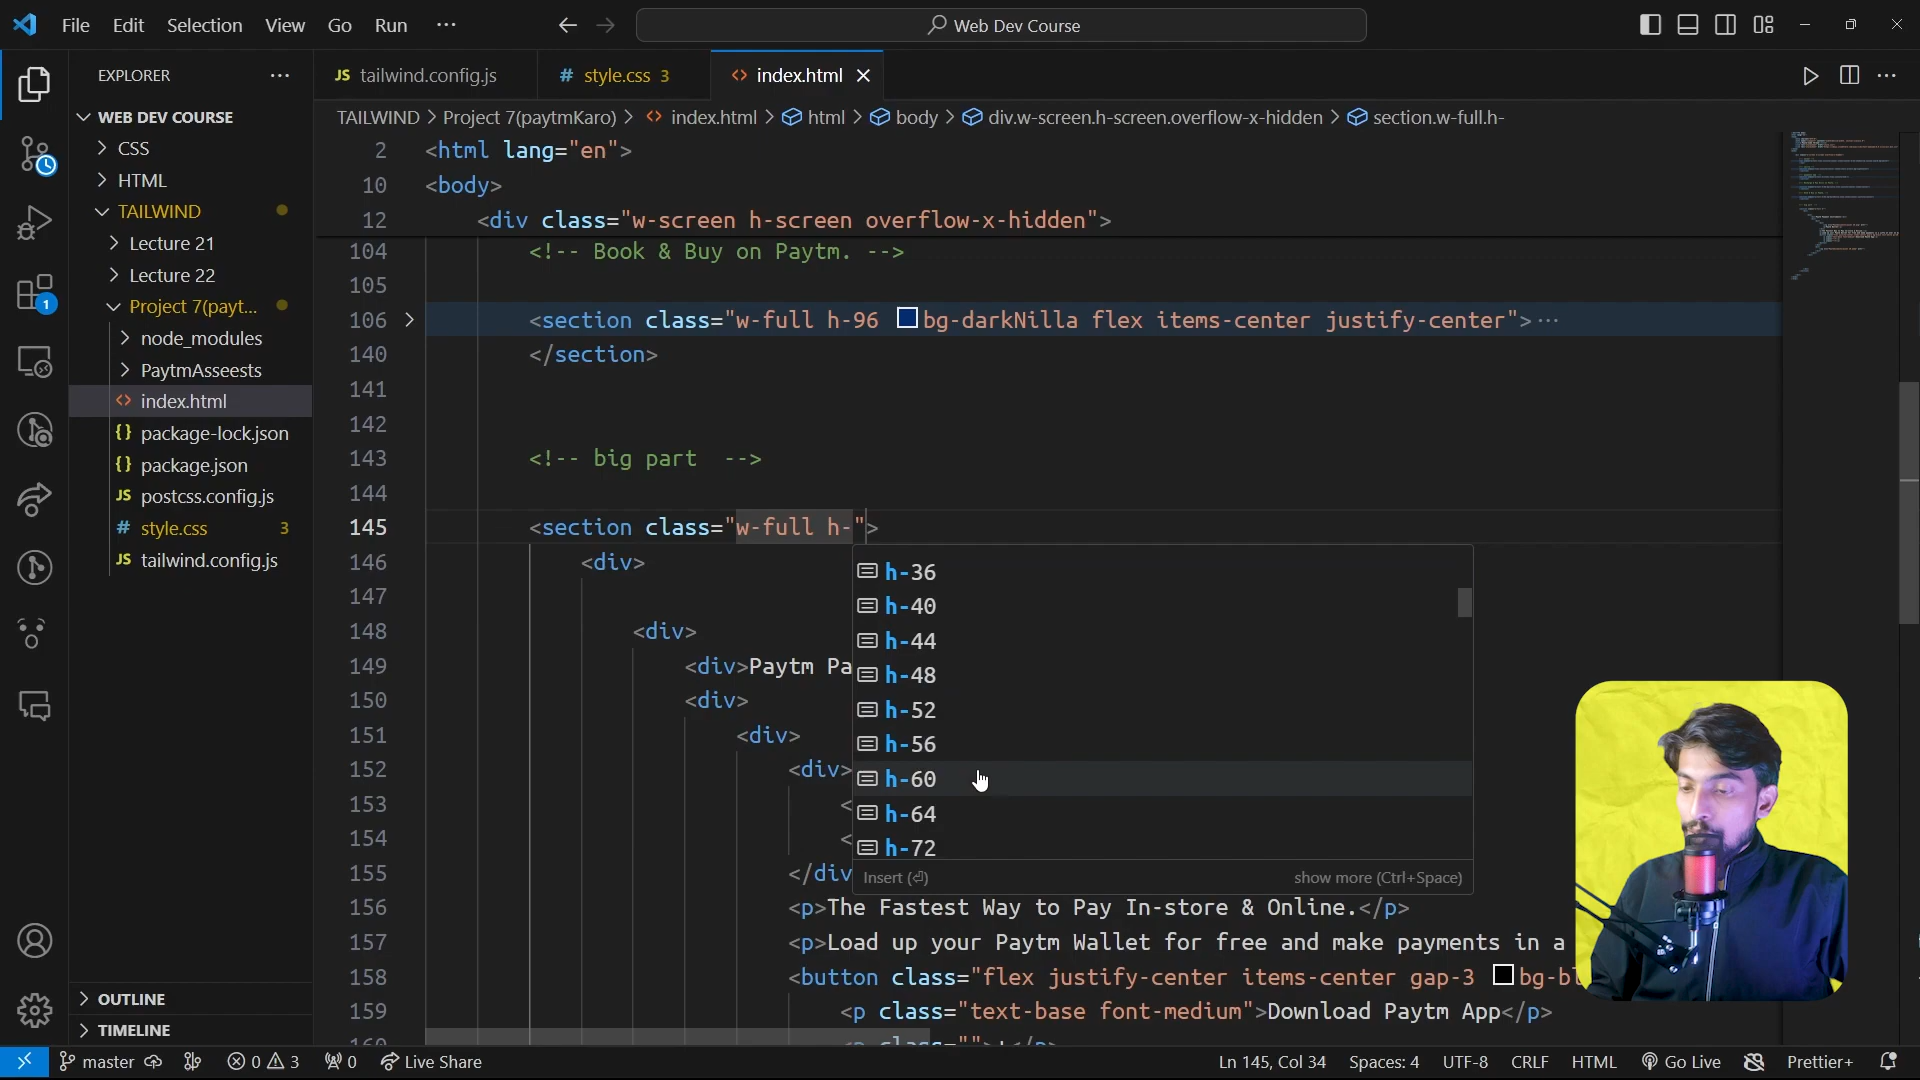 File Edit Selection View Go Run ···
Web Dev Course
EXPLORER ···
WEB DEV COURSE
CSS
HTML
TAILWIND
Lecture 21
Lecture 22
Project 7(payt...
node_modules
PaytmAsseests
<> index.html
{} package-lock.json
{} package.json
JS postcss.config.js
# style.css 3
JS tailwind.config.js
OUTLINE
TIMELINE
1
JS tailwind.config.js # style.css 3 <> index.html
TAILWIND > Project 7(paytmKaro) > <> index.html > html > body > div.w-screen.h-screen.overflow-x-hidden > section.w-full.h-
2 <html lang="en">
10 <body>
12 <div class="w-screen h-screen overflow-x-hidden">
104 <!-- Book & Buy on Paytm. -->
105
106 <section class="w-full h-96 bg-darkNilla flex items-center justify-center">···
140 </section>
141
142
143 <!-- big part  -->
144
145 <section class="w-full h-">
146 <div>
147
148 <div>
149 <div>Paytm Pa
150 <div>
151 <div>
152 <div>
153 <
154 <
155 </div
156 <p>The Fastest Way to Pay In-store & Online.</p>
157 <p>Load up your Paytm Wallet for free and make payments in a
158 <button class="flex justify-center items-center gap-3 bg-bl
159 <p class="text-base font-medium">Download Paytm App</p>
h-36
h-40
h-44
h-48
h-52
h-56
h-60
h-64
h-72
Insert (⏎) show more (Ctrl+Space)
master 0 3 0 Live Share Ln 145, Col 34 Spaces: 4 UTF-8 CRLF HTML Go Live Prettier+